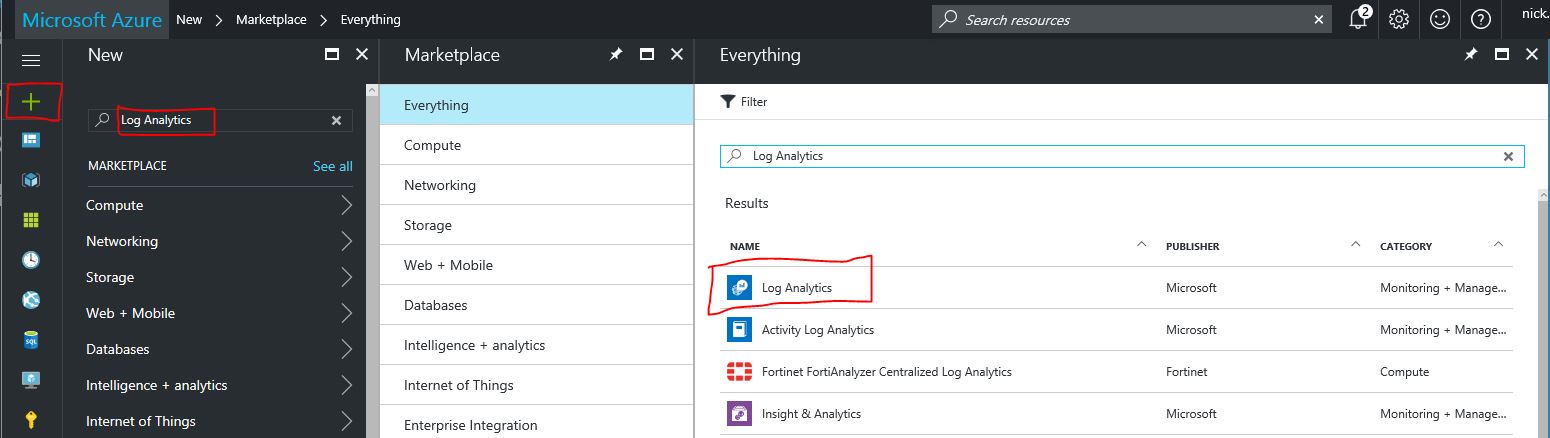 Microsoft Azure New > Marketplace > Everything Search resources 2 nick.
New
Log Analytics
MARKETPLACE See all
Compute
Networking
Storage
Web + Mobile
Databases
Intelligence + analytics
Internet of Things
Marketplace
Everything
Compute
Networking
Storage
Web + Mobile
Databases
Intelligence + analytics
Internet of Things
Enterprise Integration
Everything
Filter
Log Analytics
Results
NAME PUBLISHER CATEGORY
Log Analytics Microsoft Monitoring + Manage...
Activity Log Analytics Microsoft Monitoring + Manage...
Fortinet FortiAnalyzer Centralized Log Analytics Fortinet Compute
Insight & Analytics Microsoft Monitoring + Manage...
SQL